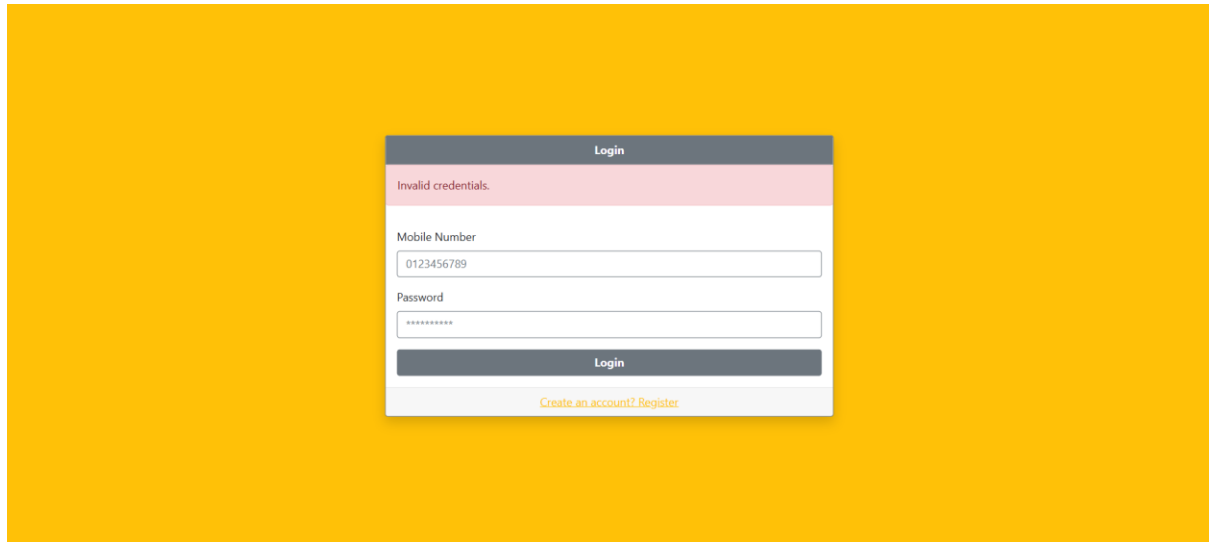 Login
Invalid credentials.
Mobile Number
0123456789
Password
**********
Login
Create an account? Register